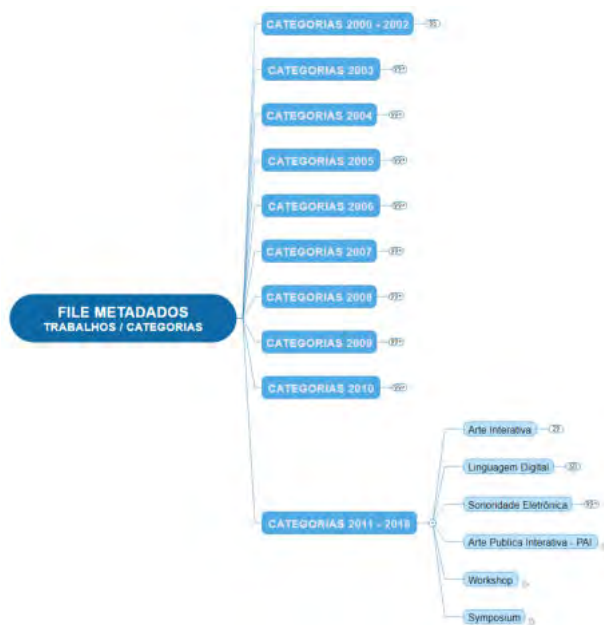 CATEGORIAS 2000 - 2002
CATEGORIAS 2003
CATEGORIAS 2004
CATEGORIAS 2005
CATEGORIAS 2006
CATEGORIAS 2007
CATEGORIAS 2008
CATEGORIAS 2009
CATEGORIAS 2010
FILE METADADOS
TRABALHOS / CATEGORIAS
CATEGORIAS 2011 - 2018
Arte Interativa
Linguagem Digital
Sonoridade Eletrônica
Arte Publica Interativa - PAI
Workshop
Symposium